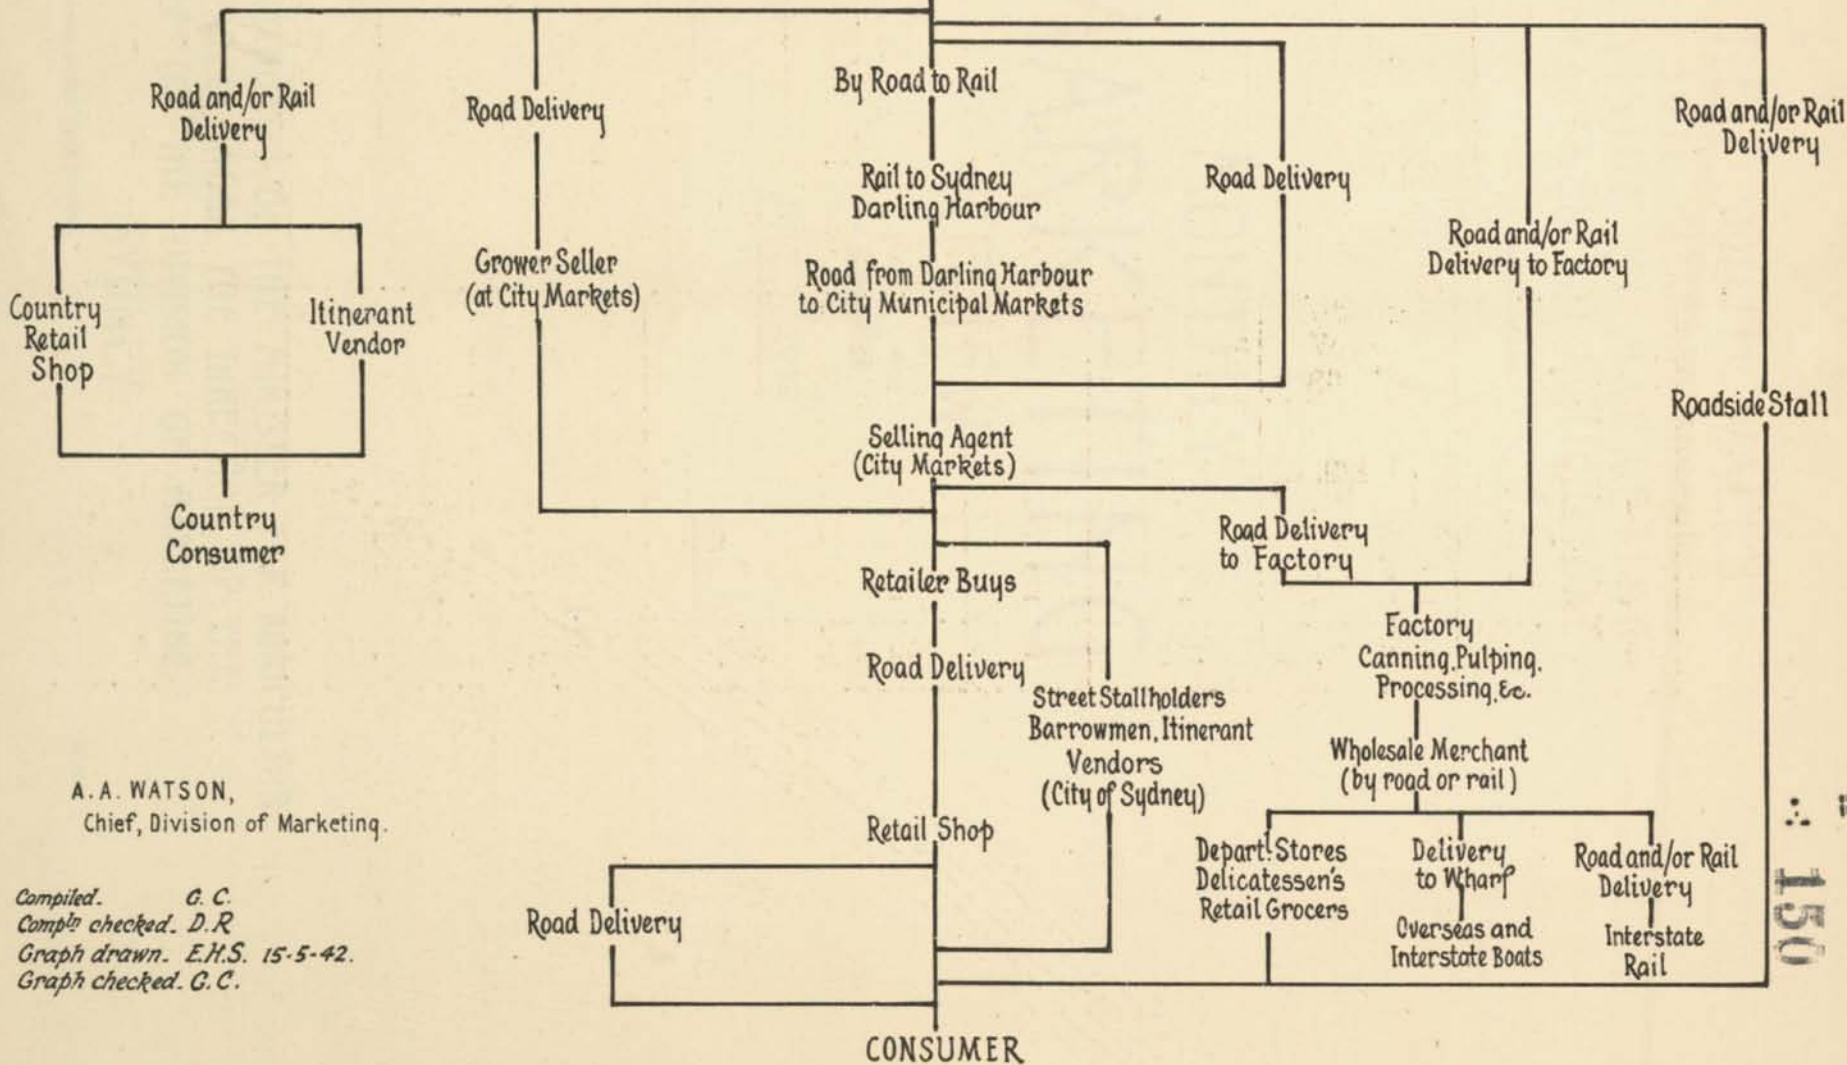 Road and/or Rail
Delivery
Country
Retail
Shop
Itinerant
Vendor
Country
Consumer
Road Delivery
Grower Seller
(at City Markets)
By Road to Rail
Rail to Sydney
Darling Harbour
Road from Darling Harbour
to City Municipal Markets
Road Delivery
Selling Agent
(City Markets)
Retailer Buys
Road Delivery
Retail Shop
Road Delivery
Street Stallholders
Barrowmen, Itinerant
Vendors
(City of Sydney)
Road Delivery
to Factory
Road and/or Rail
Delivery to Factory
Factory
Canning, Pulping,
Processing, &c.
Wholesale Merchant
(by road or rail)
Depart! Stores
Delicatessen's
Retail Grocers
Delivery
to Wharf
Overseas and
Interstate Boats
Road and/or Rail
Delivery
Interstate
Rail
Road and/or Rail
Delivery
Roadside Stall
CONSUMER
A.A. WATSON,
Chief, Division of Marketing.
Compiled. G. C.
Compln checked. D.R
Graph drawn. E.H.S. 15-5-42.
Graph checked. G. C.
150